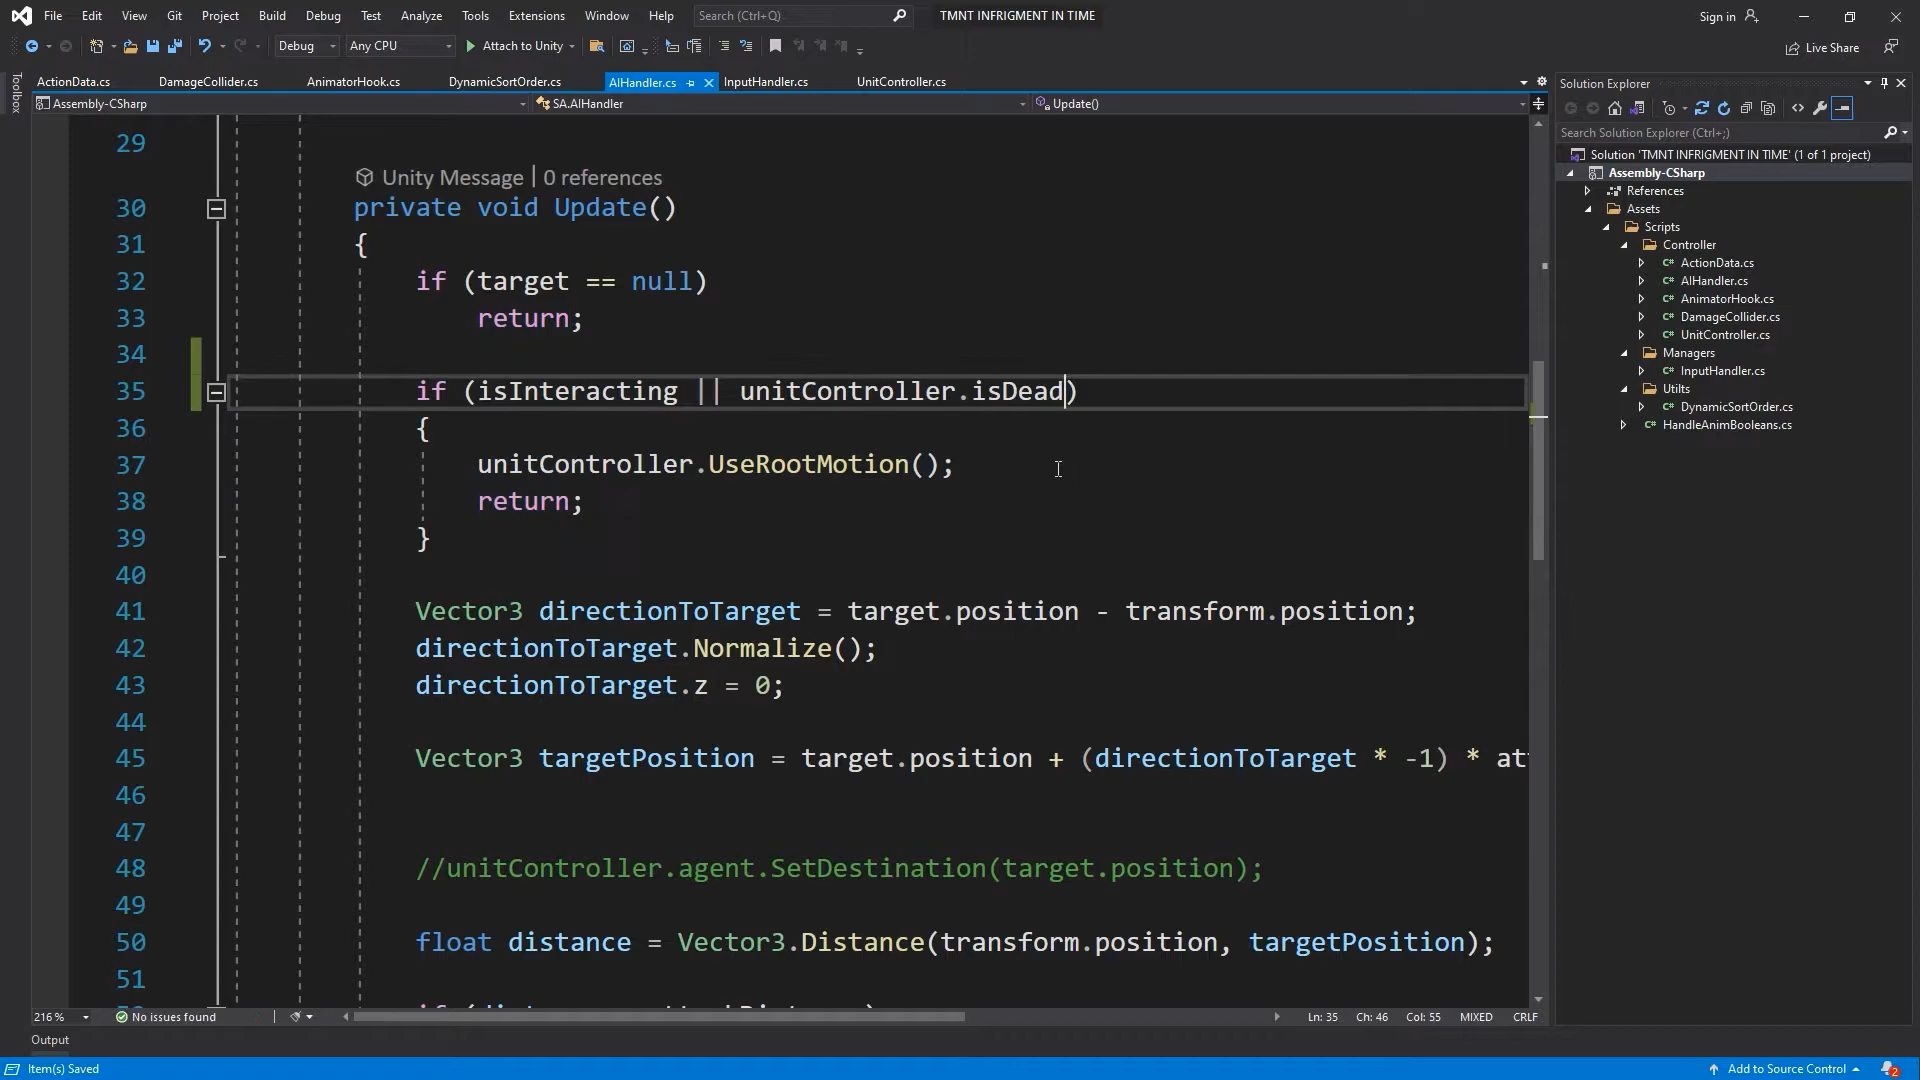 File Edit View Git Project Build Debug Test Analyze Tools Extensions Window Help Search (Ctrl+Q) TMNT INFRIGMENT IN TIME Sign in
Debug Any CPU Attach to Unity Live Share
Toolbox
ActionData.cs DamageCollider.cs AnimatorHook.cs DynamicSortOrder.cs AIHandler.cs InputHandler.cs UnitController.cs
Assembly-CSharp SA.AIHandler Update()
29
Unity Message | 0 references
30 private void Update()
31 {
32 if (target == null)
33 return;
34
35 if (isInteracting || unitController.isDead)
36 {
37 unitController.UseRootMotion();
38 return;
39 }
40
41 Vector3 directionToTarget = target.position - transform.position;
42 directionToTarget.Normalize();
43 directionToTarget.z = 0;
44
45 Vector3 targetPosition = target.position + (directionToTarget * -1) * at
46
47
48 //unitController.agent.SetDestination(target.position);
49
50 float distance = Vector3.Distance(transform.position, targetPosition);
51
216 % No issues found Ln: 35 Ch: 46 Col: 55 MIXED CRLF
Output
Item(s) Saved Add to Source Control 2
Solution Explorer
Search Solution Explorer (Ctrl+;)
Solution 'TMNT INFRIGMENT IN TIME' (1 of 1 project)
Assembly-CSharp
References
Assets
Scripts
Controller
C# ActionData.cs
C# AIHandler.cs
C# AnimatorHook.cs
C# DamageCollider.cs
C# UnitController.cs
Managers
C# InputHandler.cs
Utilts
C# DynamicSortOrder.cs
C# HandleAnimBooleans.cs